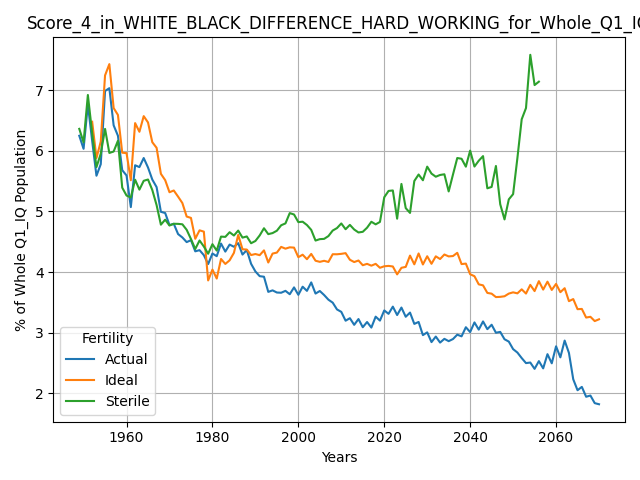 Score_4_in_WHITE_BLACK_DIFFERENCE_HARD_WORKING_for_Whole_Q1_IQ
% of Whole Q1_IQ Population
7
6
5
4
3
2
Fertility
Actual
Ideal
Sterile
1960 1980 2000 2020 2040 2060
Years